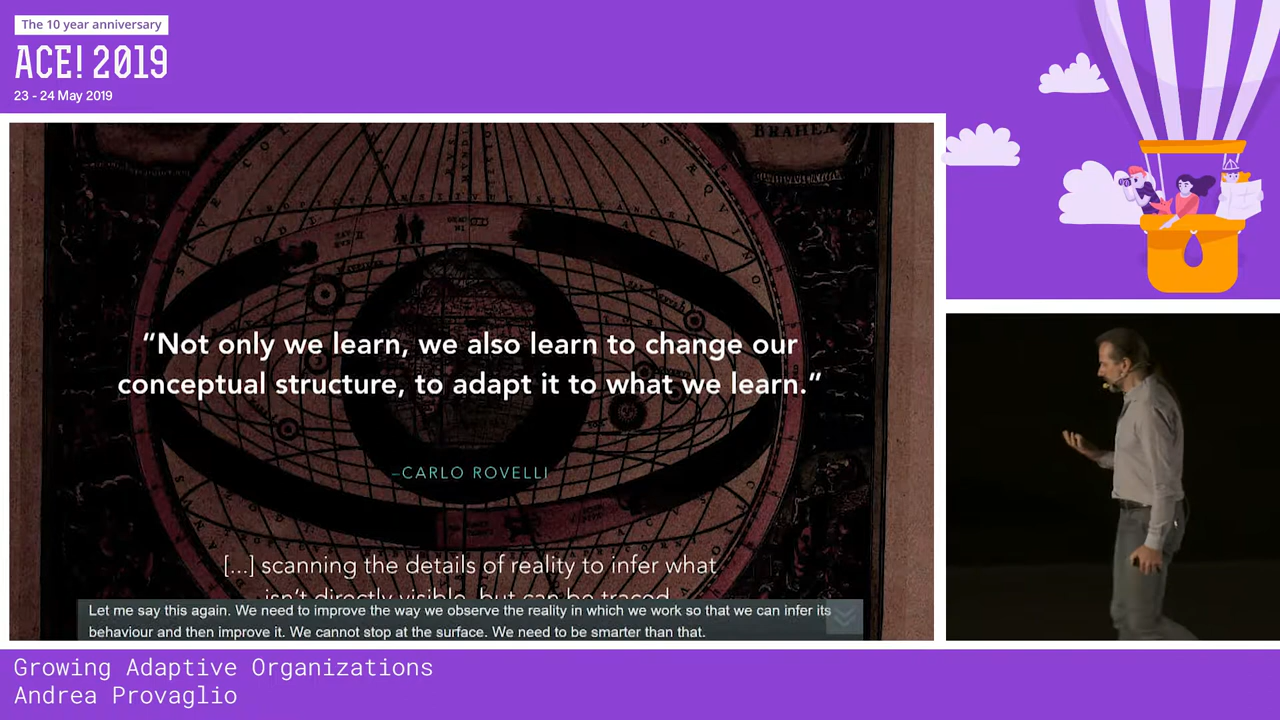 The 10 year anniversary
ACE! 2019
23 - 24 May 2019
BRAHEA
“Not only we learn, we also learn to change our
conceptual structure, to adapt it to what we learn.”
–CARLO ROVELLI
[...] scanning the details of reality to infer what
isn't directly visible, but can be traced
Let me say this again. We need to improve the way we observe the reality in which we work so that we can infer its
behaviour and then improve it. We cannot stop at the surface. We need to be smarter than that.
Growing Adaptive Organizations
Andrea Provaglio